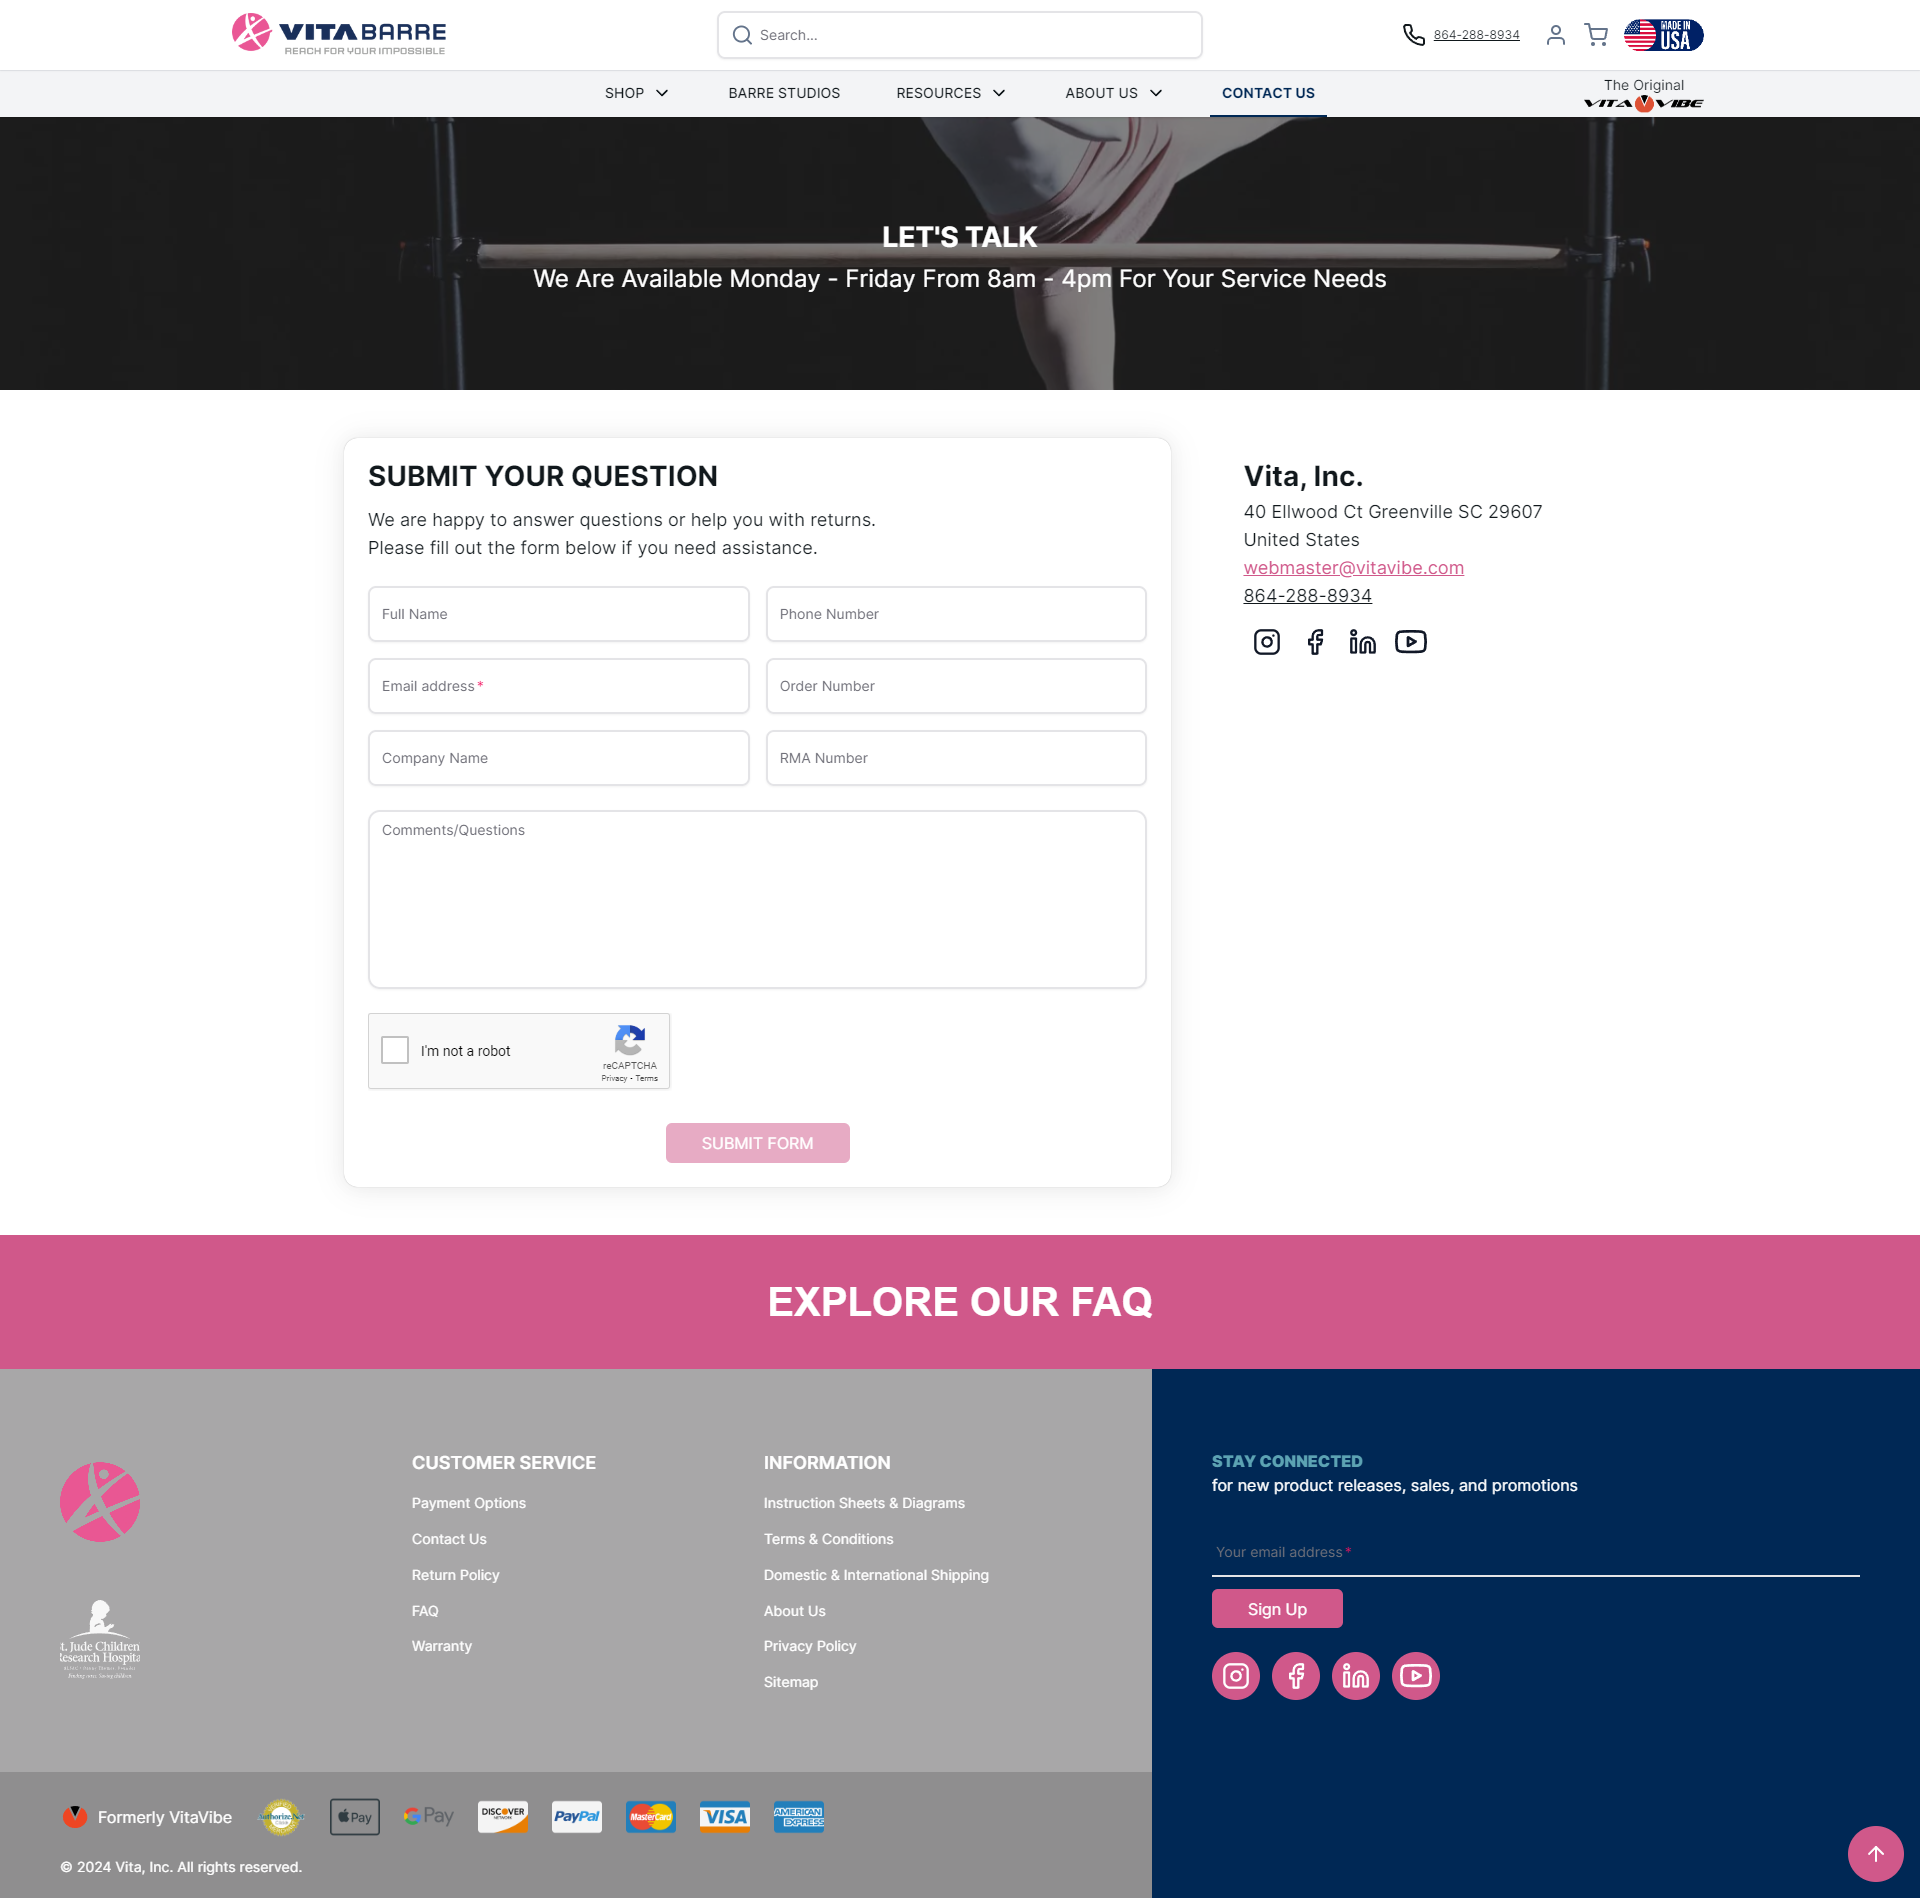 VITABARRE
REACH FOR YOUR IMPOSSIBLE
Search...
864-288-8934
MADE IN
USA
SHOP
BARRE STUDIOS
RESOURCES
ABOUT US
CONTACT US
The Original
VITA VIBE
LET'S TALK
We Are Available Monday - Friday From 8am - 4pm For Your Service Needs
SUBMIT YOUR QUESTION
We are happy to answer questions or help you with returns.
Please fill out the form below if you need assistance.
Full Name
Phone Number
Email address*
Order Number
Company Name
RMA Number
Comments/Questions
I'm not a robot
reCAPTCHA
Privacy - Terms
SUBMIT FORM
Vita, Inc.
40 Ellwood Ct Greenville SC 29607
United States
webmaster@vitavibe.com
864-288-8934
EXPLORE OUR FAQ
t. Jude Children
Research Hospita
CUSTOMER SERVICE
Payment Options
Contact Us
Return Policy
FAQ
Warranty
INFORMATION
Instruction Sheets & Diagrams
Terms & Conditions
Domestic & International Shipping
About Us
Privacy Policy
Sitemap
STAY CONNECTED
for new product releases, sales, and promotions
Your email address*
Sign Up
Formerly VitaVibe
Authorize.Net
Pay
G Pay
DISCOVER
NETWORK
PayPal
MasterCard
VISA
AMERICAN
EXPRESS
© 2024 Vita, Inc. All rights reserved.